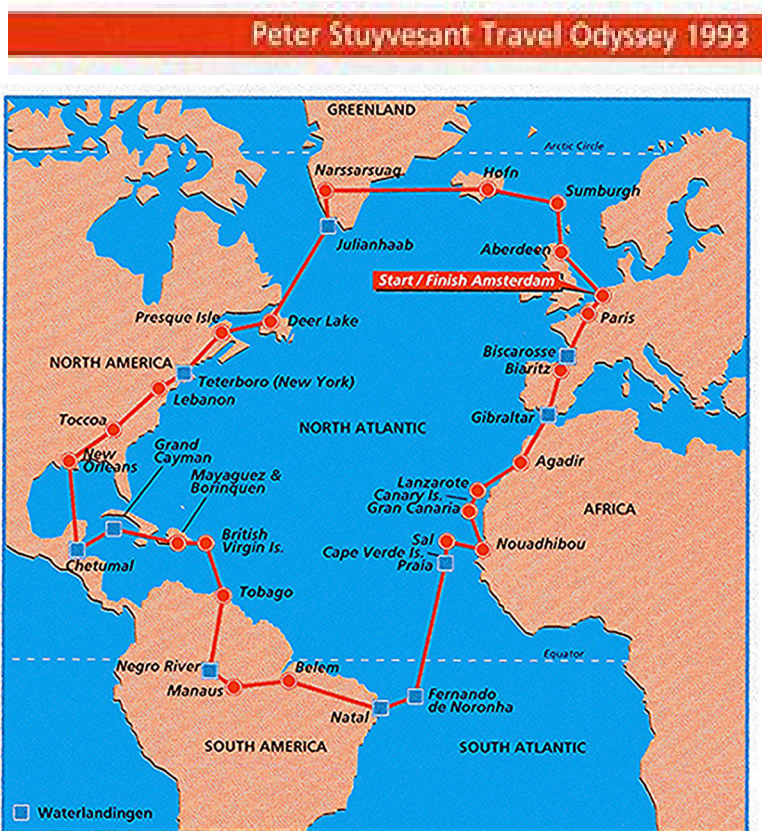 Peter Stuyvesant Travel Odyssey 1993
GREENLAND
Arctic Circle
Narssarsuaq
Höfn
Sumburgh
Julianhaab
Aberdeen
Start / Finish Amsterdam
Presque Isle
Deer Lake
Paris
Biscarosse
Biaritz
NORTH AMERICA
Teterboro (New York)
Lebanon
Gibraltar
Toccoa
NORTH ATLANTIC
Grand
Cayman
New
Orleans
Agadir
Mayaguez &
Borinquen
Lanzarote
Canary Is.
Gran Canaria
AFRICA
British
Virgin Is.
Sal
Nouadhibou
Cape Verde Is.
Praia
Chetumal
Tobago
Equator
Negro River
Belem
Manaus
Fernando
de Noronha
Natal
SOUTH AMERICA
SOUTH ATLANTIC
Waterlandingen